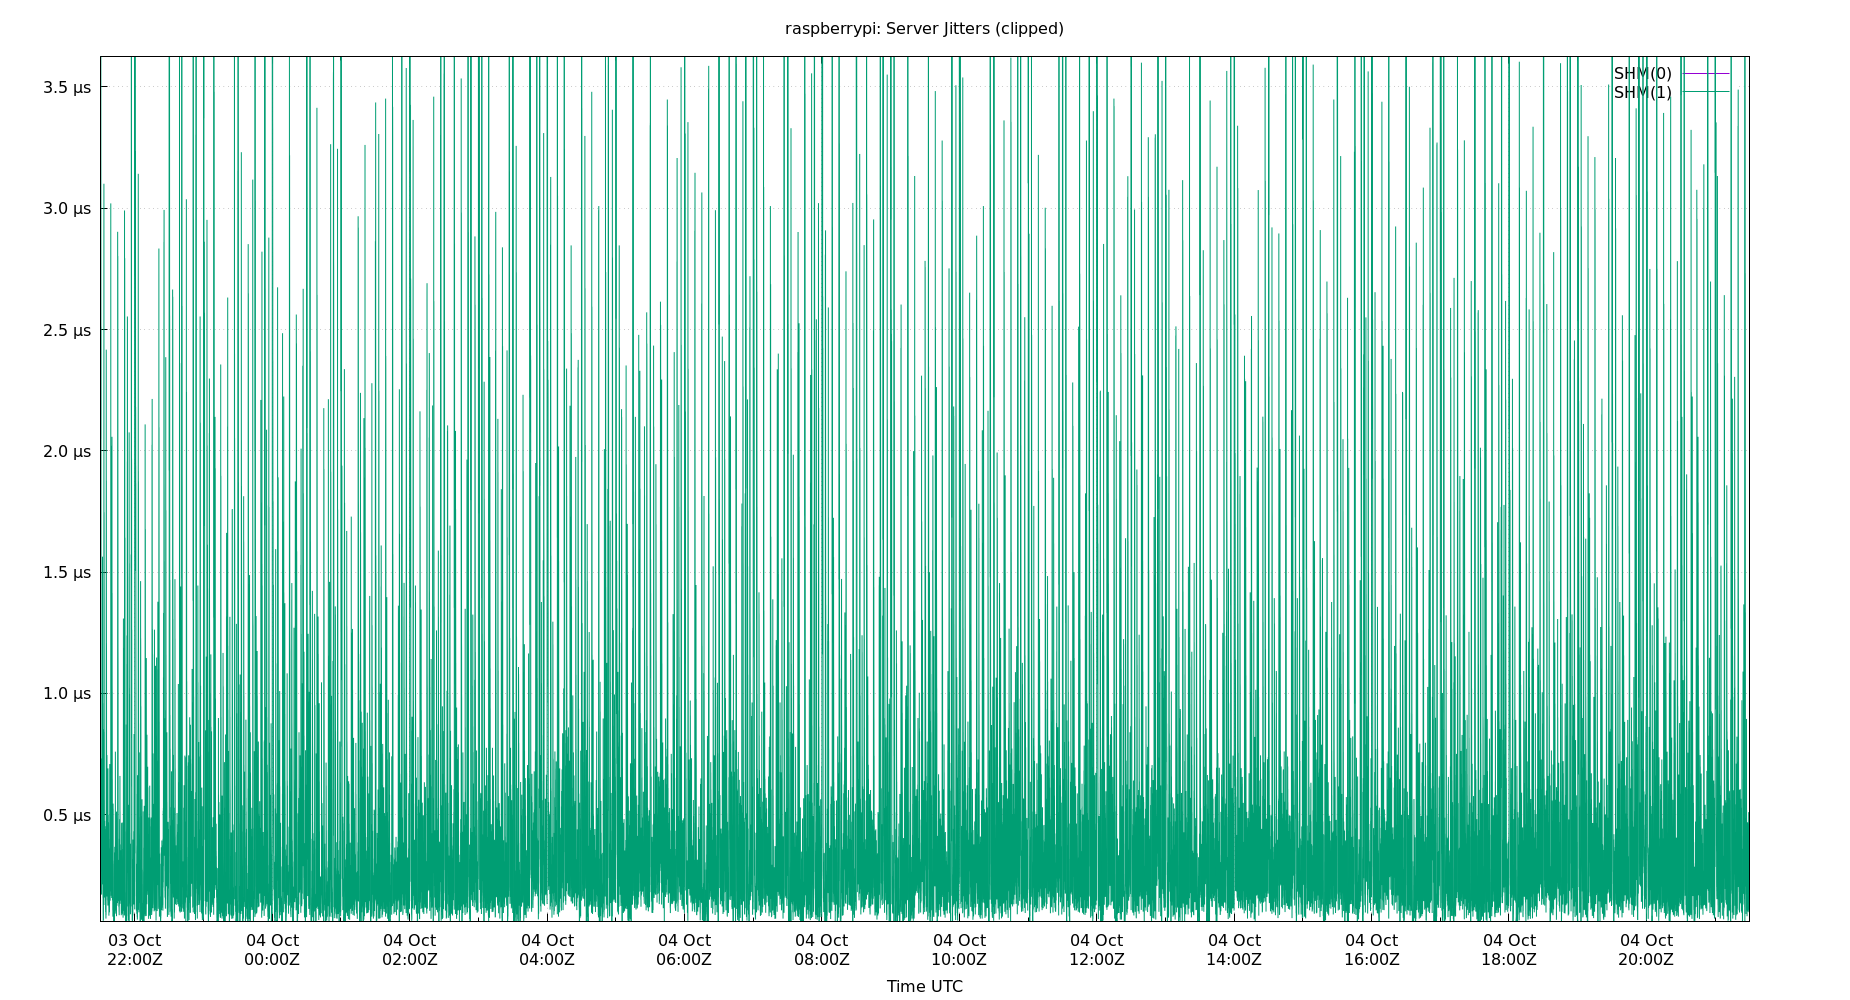 raspberrypi: Server Jitters (clipped)
SHM(0)
SHM(1)
3.5 µs
3.0 µs
2.5 µs
2.0 µs
1.5 µs
1.0 µs
0.5 µs
03 Oct 04 Oct 04 Oct 04 Oct 04 Oct 04 Oct 04 Oct 04 Oct 04 Oct 04 Oct 04 Oct 04 Oct
22:00Z 00:00Z 02:00Z 04:00Z 06:00Z 08:00Z 10:00Z 12:00Z 14:00Z 16:00Z 18:00Z 20:00Z
Time UTC